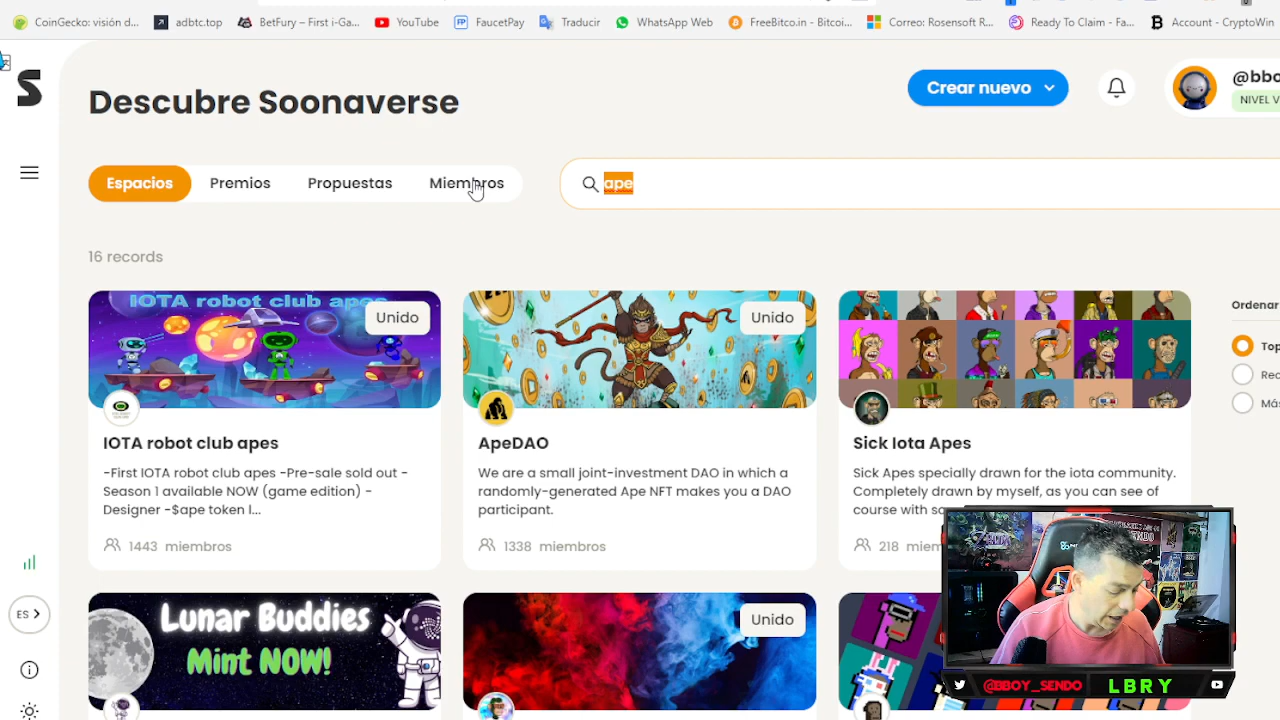 CoinGecko: visión d...
adbtc.top
BetFury – First i-Ga...
YouTube
FaucetPay
Traducir
WhatsApp Web
FreeBitco.in - Bitcoi...
Correo: Rosensoft R...
Ready To Claim - Fa...
Account - CryptoWin
S
Descubre Soonaverse
Crear nuevo
@bbo
NIVEL V
Espacios
Premios
Propuestas
Miembros
ape
16 records
IOTA robot club apes
Unido
Unido
Ordenar
Top
Rec
Más
IOTA robot club apes
-First IOTA robot club apes -Pre-sale sold out -
Season 1 available NOW (game edition) -
Designer -$ape token l...
1443 miembros
ApeDAO
We are a small joint-investment DAO in which a
randomly-generated Ape NFT makes you a DAO
participant.
1338 miembros
Sick Iota Apes
Sick Apes specially drawn for the iota community.
Completely drawn by myself, as you can see of
course with so
218 miem
ES
Lunar Buddies
Mint NOW!
Unido
@BBOY_SENDO
LBRY